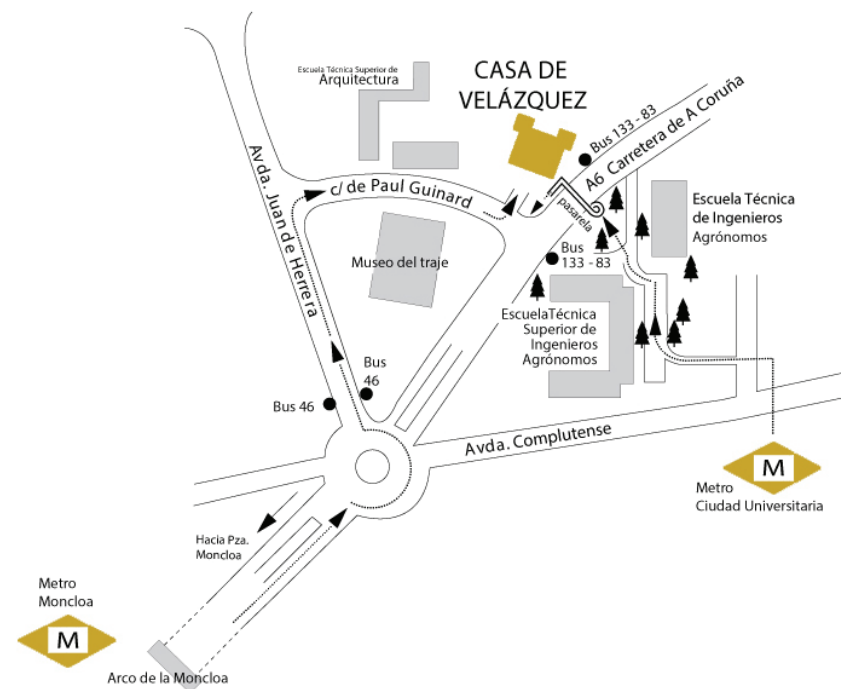 Escuela Técnica Superior de
Arquitectura
CASA DE
VELÁZQUEZ
Bus 133 - 83
A6 Carretera de A Coruña
Avda. Juan de Herrera
c/ de Paul Guinard
pasarela
Escuela Técnica
de Ingenieros
Agrónomos
Museo del traje
Bus
133 - 83
EscuelaTécnica
Superior de
Ingenieros
Agrónomos
Bus
46
Bus 46
Avda. Complutense
M
Metro
Ciudad Universitaria
Hacia Pza.
Moncloa
Metro
Moncloa
M
Arco de la Moncloa